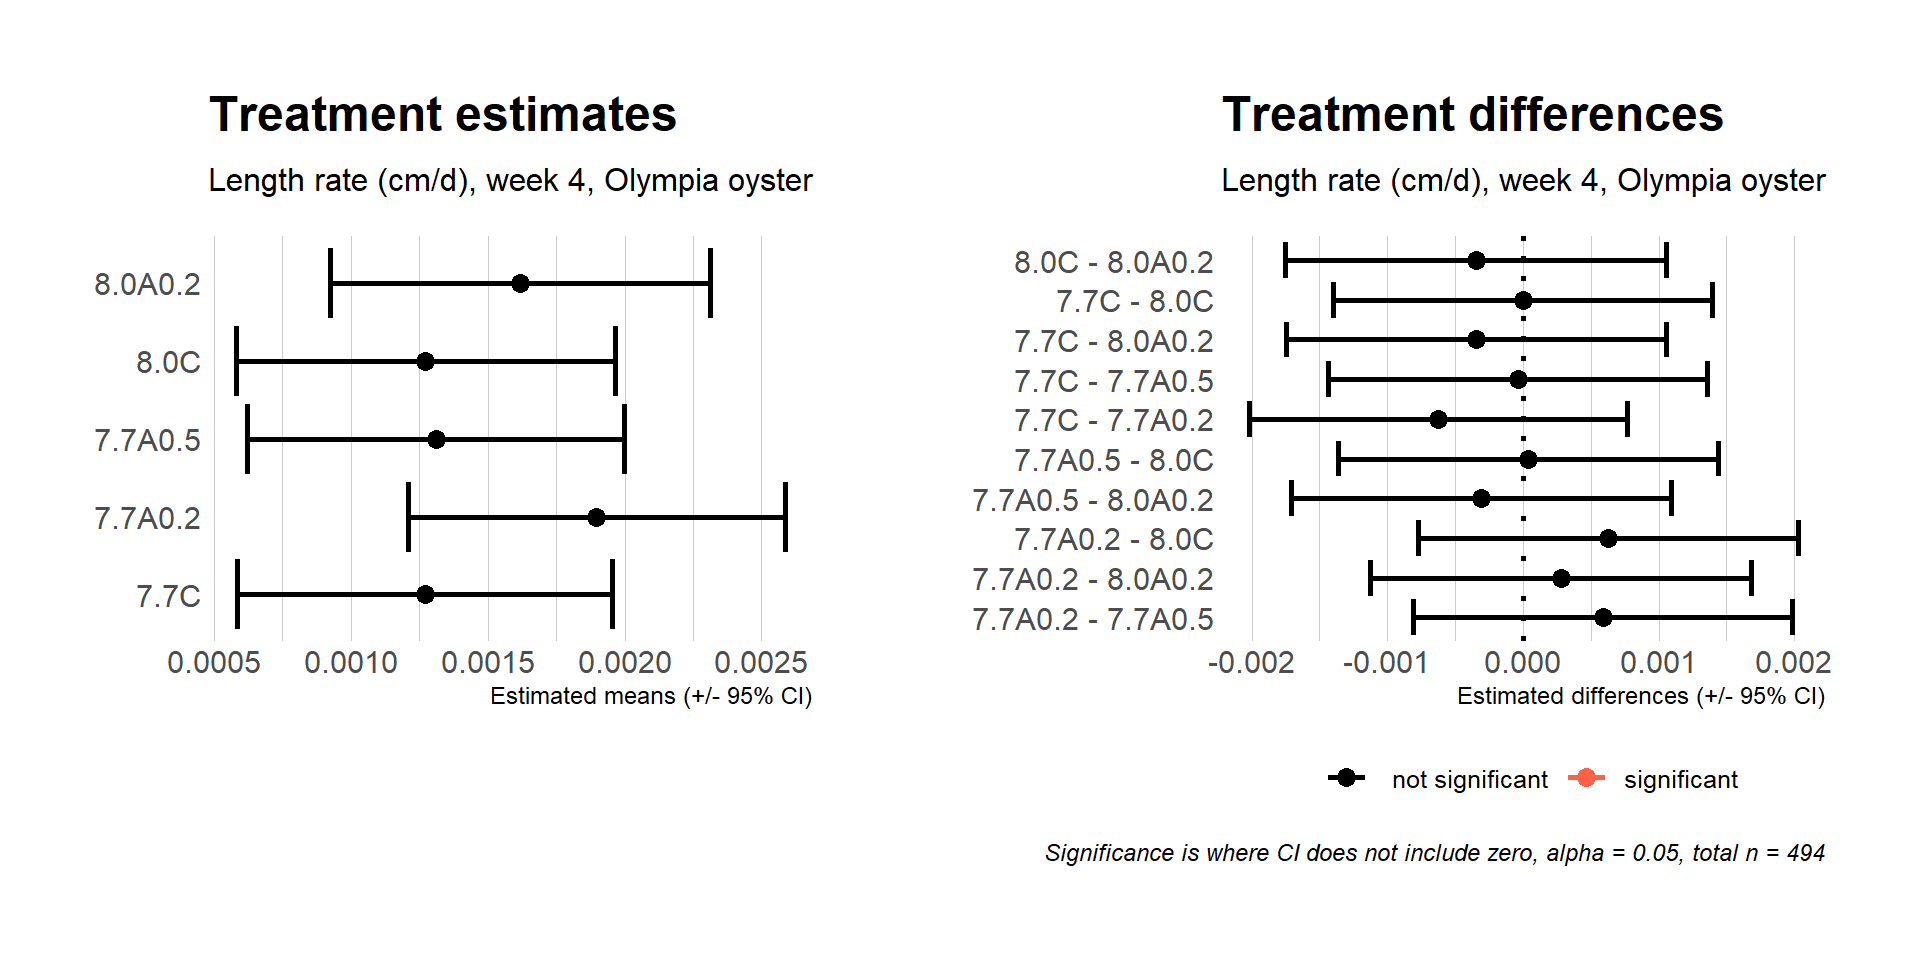 Treatment estimates
Length rate (cm/d), week 4, Olympia oyster
8.0A0.2
8.0C
7.7A0.5
7.7A0.2
7.7C
0.0005 0.0010 0.0015 0.0020 0.0025
Estimated means (+/- 95% CI)
Treatment differences
Length rate (cm/d), week 4, Olympia oyster
8.0C - 8.0A0.2
7.7C - 8.0C
7.7C - 8.0A0.2
7.7C - 7.7A0.5
7.7C - 7.7A0.2
7.7A0.5 - 8.0C
7.7A0.5 - 8.0A0.2
7.7A0.2 - 8.0C
7.7A0.2 - 8.0A0.2
7.7A0.2 - 7.7A0.5
-0.002 -0.001 0.000 0.001 0.002
Estimated differences (+/- 95% CI)
not significant significant
Significance is where CI does not include zero, alpha = 0.05, total n = 494